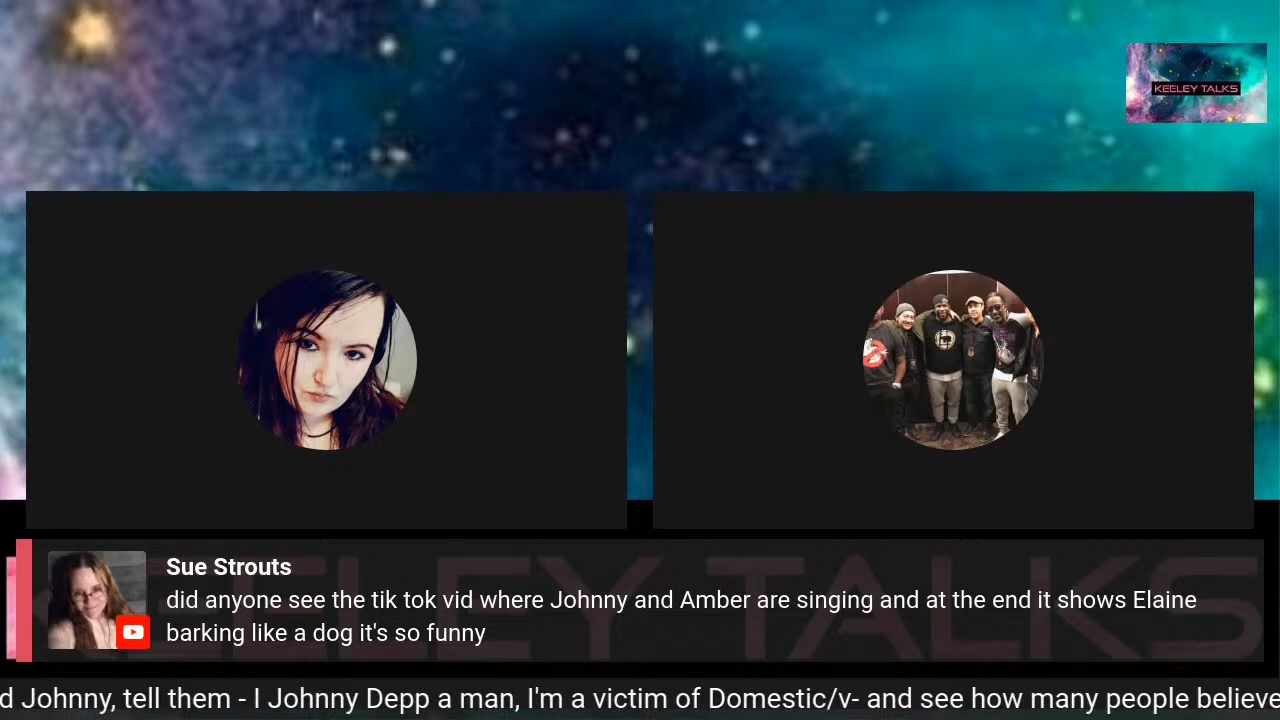 KEELEY TALKS
Sue Strouts
did anyone see the tik tok vid where Johnny and Amber are singing and at the end it shows Elaine
barking like a dog it's so funny
KEELEY TALKS
d Johnny, tell them - I Johnny Depp a man, I'm a victim of Domestic/v- and see how many people believe